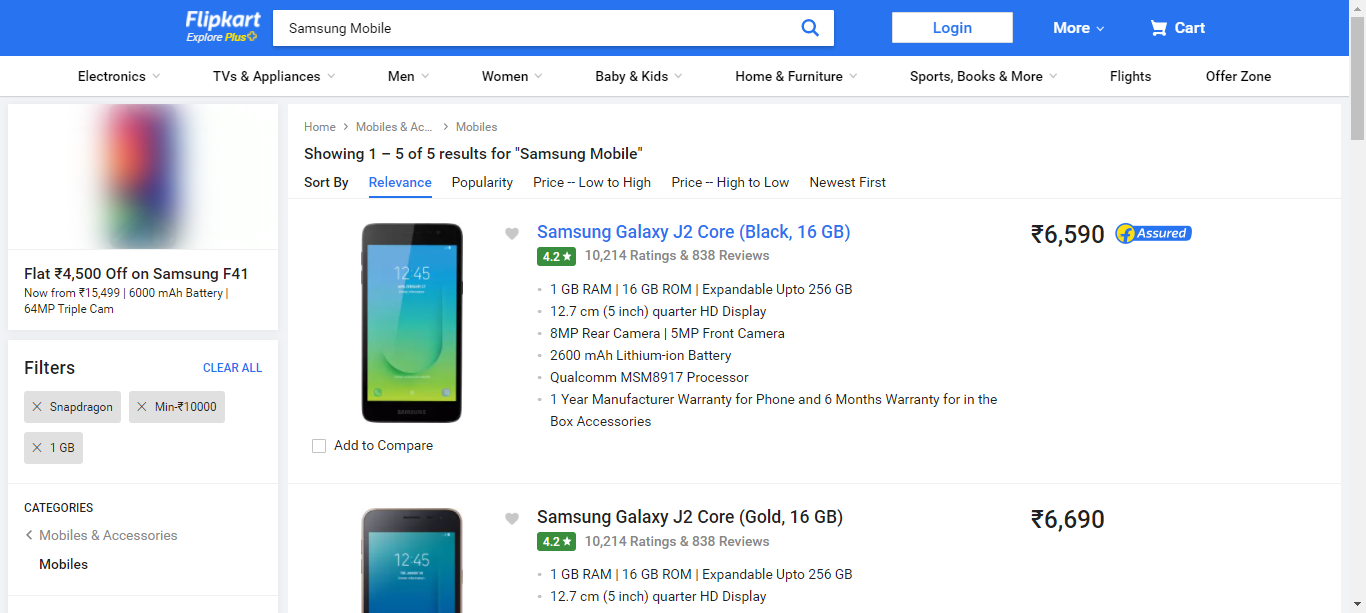 Flipkart
Explore Plus
Samsung Mobile
Login
More
Cart
Electronics
TVs & Appliances
Men
Women
Baby & Kids
Home & Furniture
Sports, Books & More
Flights
Offer Zone
Flat ₹4,500 Off on Samsung F41
Now from ₹15,499 | 6000 mAh Battery |
64MP Triple Cam
Filters
CLEAR ALL
✕ Snapdragon
✕ Min-₹10000
✕ 1 GB
CATEGORIES
Mobiles & Accessories
Mobiles
Home > Mobiles & Ac... > Mobiles
Showing 1 – 5 of 5 results for "Samsung Mobile"
Sort By Relevance Popularity Price -- Low to High Price -- High to Low Newest First
12:45
SAMSUNG
Add to Compare
Samsung Galaxy J2 Core (Black, 16 GB)
4.2★ 10,214 Ratings & 838 Reviews
1 GB RAM | 16 GB ROM | Expandable Upto 256 GB
12.7 cm (5 inch) quarter HD Display
8MP Rear Camera | 5MP Front Camera
2600 mAh Lithium-ion Battery
Qualcomm MSM8917 Processor
1 Year Manufacturer Warranty for Phone and 6 Months Warranty for in the
Box Accessories
₹6,590
Assured
12:45
Samsung Galaxy J2 Core (Gold, 16 GB)
4.2★ 10,214 Ratings & 838 Reviews
1 GB RAM | 16 GB ROM | Expandable Upto 256 GB
12.7 cm (5 inch) quarter HD Display
₹6,690